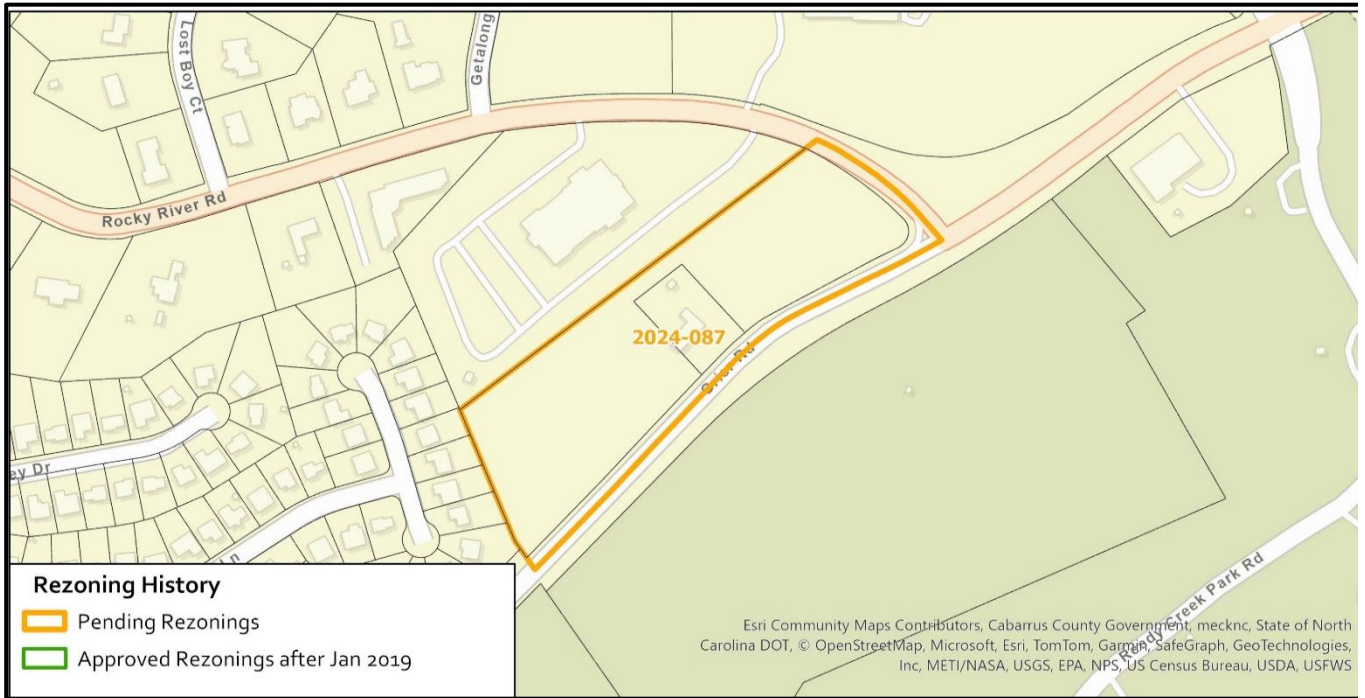 Lost Boy Ct
Getalong
Rocky River Rd
2024-087
Grier Rd
ey Dr
Ln
Reedy Creek Park Rd
Rezoning History
Pending Rezonings
Approved Rezonings after Jan 2019
Esri Community Maps Contributors, Cabarrus County Government, mecknc, State of North
Carolina DOT, © OpenStreetMap, Microsoft, Esri, TomTom, Garmin, SafeGraph, GeoTechnologies,
Inc, METI/NASA, USGS, EPA, NPS, US Census Bureau, USDA, USFWS